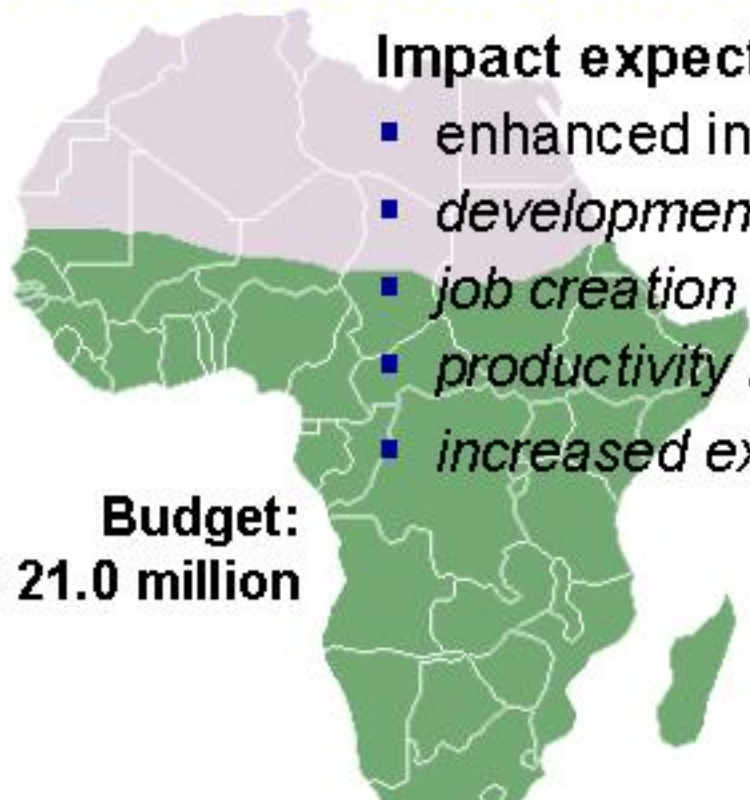 Impact expect
▪ enhanced in
▪ developmen
▪ job creation
▪ productivity
▪ increased ex
Budget:
21.0 million